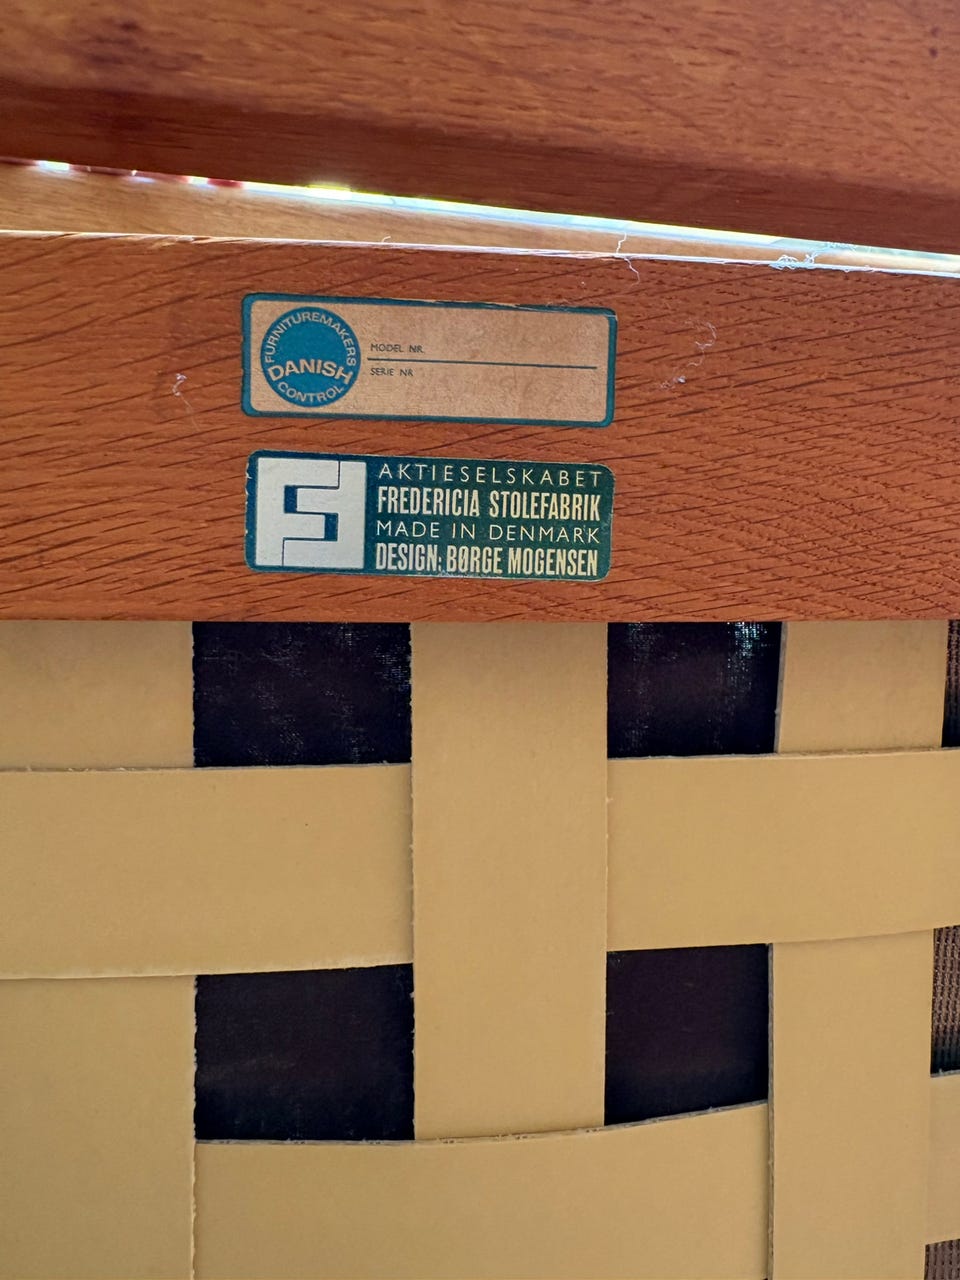 FURNITUREMAKERS
DANISH
CONTROL
MODEL NR.
SERIE NR
AKTIESELSKABET
FREDERICIA STOLEFABRIK
MADE IN DENMARK
DESIGN: BØRGE MOGENSEN